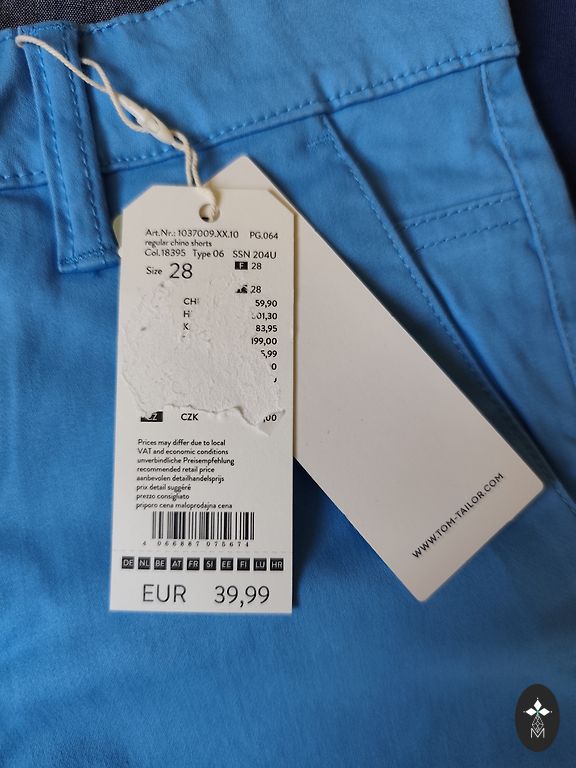 Art.Nr.: 1037009.XX.10 PG.064
regular chino shorts
Col.18395 Type 06 SSN 204U
Size 28 F 28
28
59,90
01,30
83,95
199,00
5,99
0
CZ CZK ,00
Prices may differ due to local
VAT and economic conditions
unverbindliche Preisempfehlung
recommended retail price
aanbevolen detailhandelsprijs
prix detail suggéré
prezzo consigliato
priporo cena maloprodajna cena
4 066887 075674
DE NL BE AT FR SI EE FI LU HR
EUR 39,99
WWW.TOM-TAILOR.COM
M